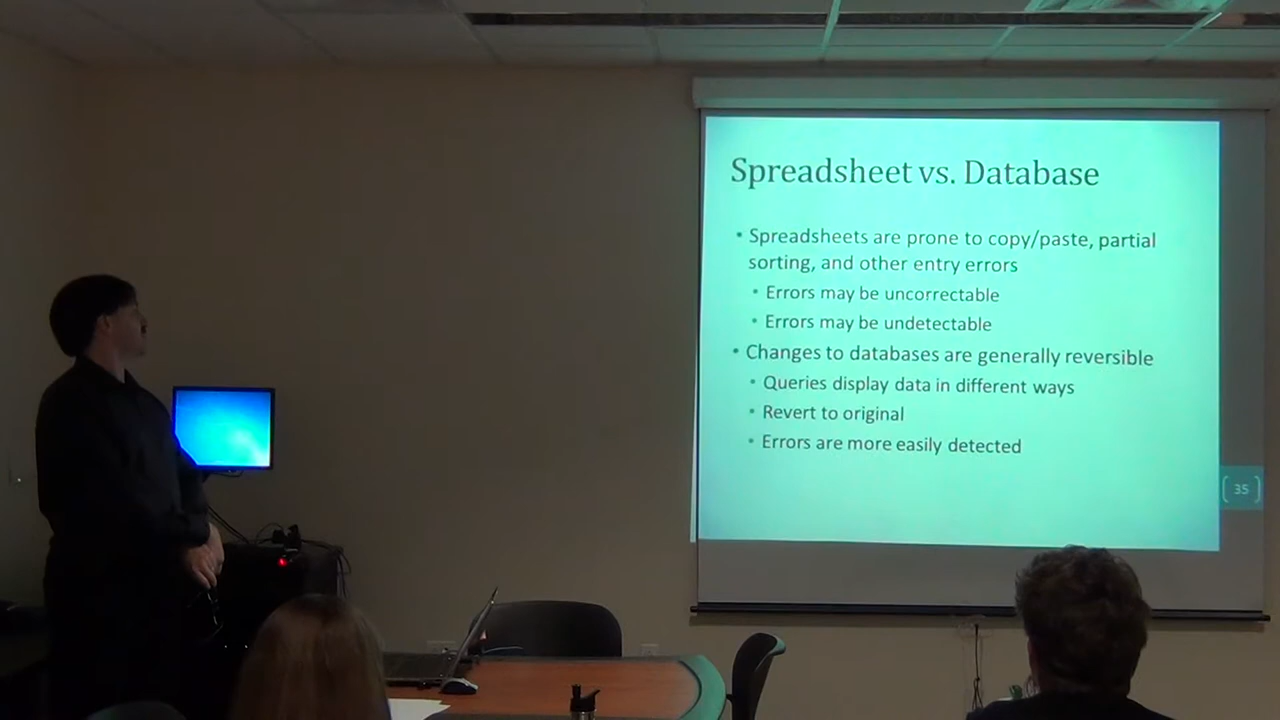 Spreadsheet vs. Database
• Spreadsheets are prone to copy/paste, partial
sorting, and other entry errors
• Errors may be uncorrectable
• Errors may be undetectable
• Changes to databases are generally reversible
• Queries display data in different ways
• Revert to original
• Errors are more easily detected
35